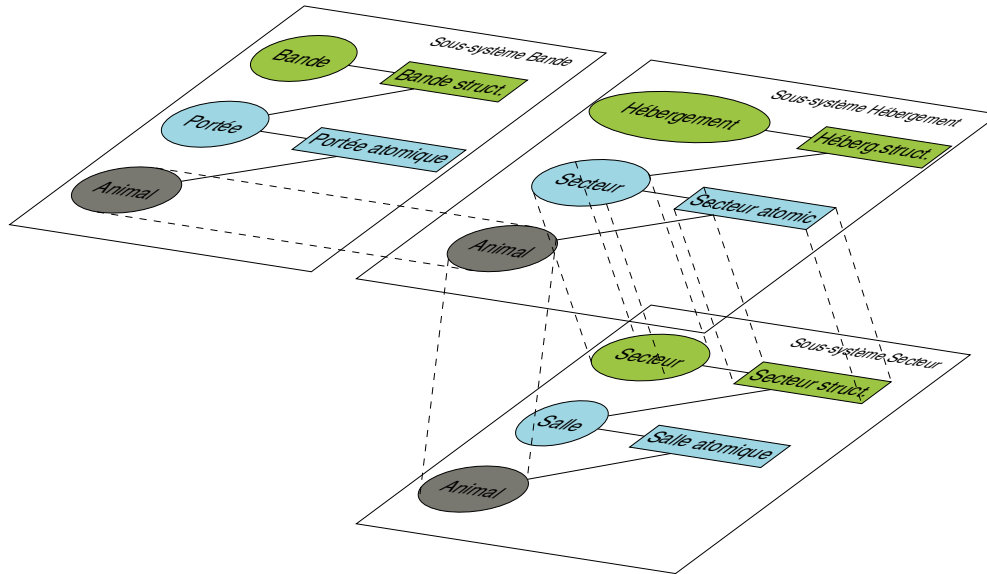 Sous-système Bande
Bande
Bande struct.
Portée
Portée atomique
Animal
Sous-système Hébergement
Hébergement
Héberg.struct.
Secteur
Secteur atomic
Animal
Sous-système Secteur
Secteur
Secteur struct.
Salle
Salle atomique
Animal